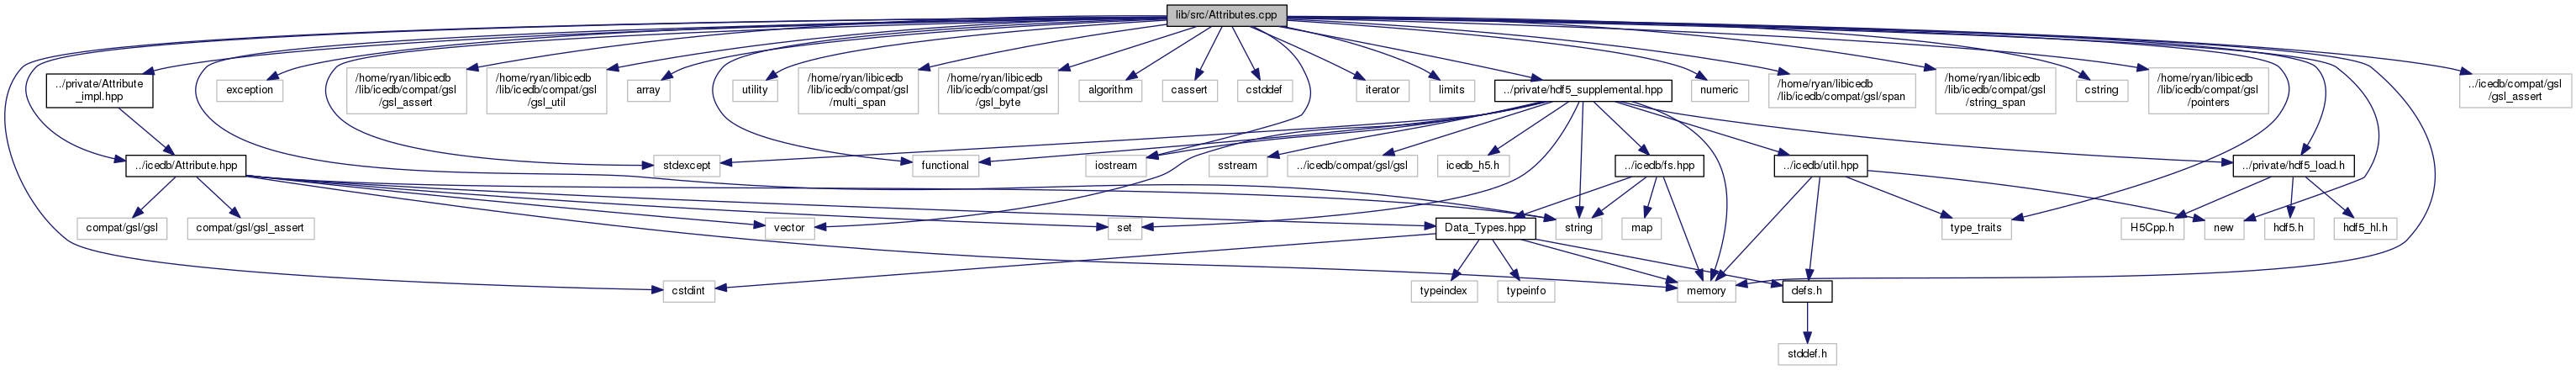 lib/src/Attributes.cpp
../private/Attribute
_impl.hpp
exception
/home/ryan/libicedb
/lib/icedb/compat/gsl
/gsl_assert
/home/ryan/libicedb
/lib/icedb/compat/gsl
/gsl_util
array
utility
/home/ryan/libicedb
/lib/icedb/compat/gsl
/multi_span
/home/ryan/libicedb
/lib/icedb/compat/gsl
/gsl_byte
algorithm
cassert
cstddef
iterator
limits
../private/hdf5_supplemental.hpp
numeric
/home/ryan/libicedb
/lib/icedb/compat/gsl/span
/home/ryan/libicedb
/lib/icedb/compat/gsl
/string_span
cstring
/home/ryan/libicedb
/lib/icedb/compat/gsl
/pointers
../icedb/compat/gsl
/gsl_assert
../icedb/Attribute.hpp
stdexcept
functional
iostream
sstream
../icedb/compat/gsl/gsl
icedb_h5.h
../icedb/fs.hpp
../icedb/util.hpp
../private/hdf5_load.h
compat/gsl/gsl
compat/gsl/gsl_assert
vector
set
Data_Types.hpp
string
map
type_traits
H5Cpp.h
new
hdf5.h
hdf5_hl.h
cstdint
typeindex
typeinfo
memory
defs.h
stddef.h